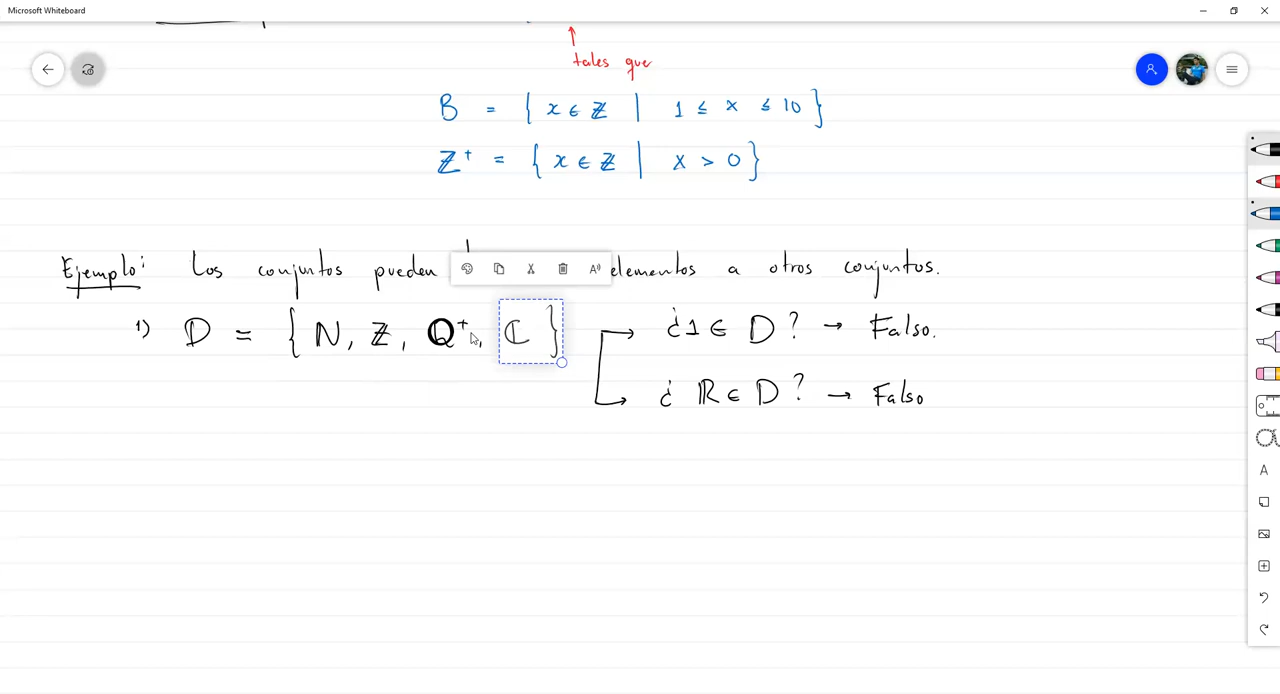 Microsoft Whiteboard
tales que
B = { x ∈ ℤ | 1 ≤ x ≤ 10 }
ℤ⁺ = { x ∈ ℤ | x > 0 }
Ejemplo: Los conjuntos pueden elementos a otros conjuntos.
1) D = { ℕ, ℤ, ℚ⁺, ℂ } → ¿1 ∈ D? → Falso.
→ ¿ ℝ ∈ D? → Falso